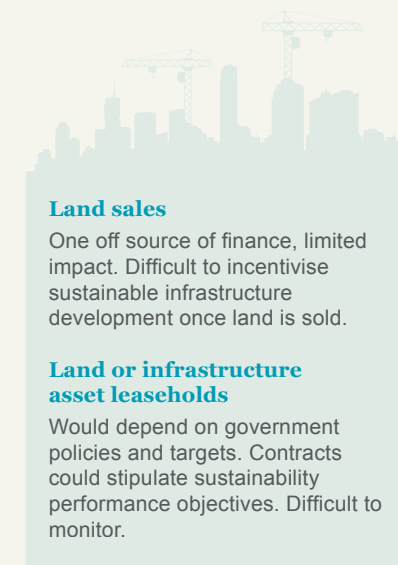 Land sales
One off source of finance, limited
impact. Difficult to incentivise
sustainable infrastructure
development once land is sold.
Land or infrastructure
asset leaseholds
Would depend on government
policies and targets. Contracts
could stipulate sustainability
performance objectives. Difficult to
monitor.